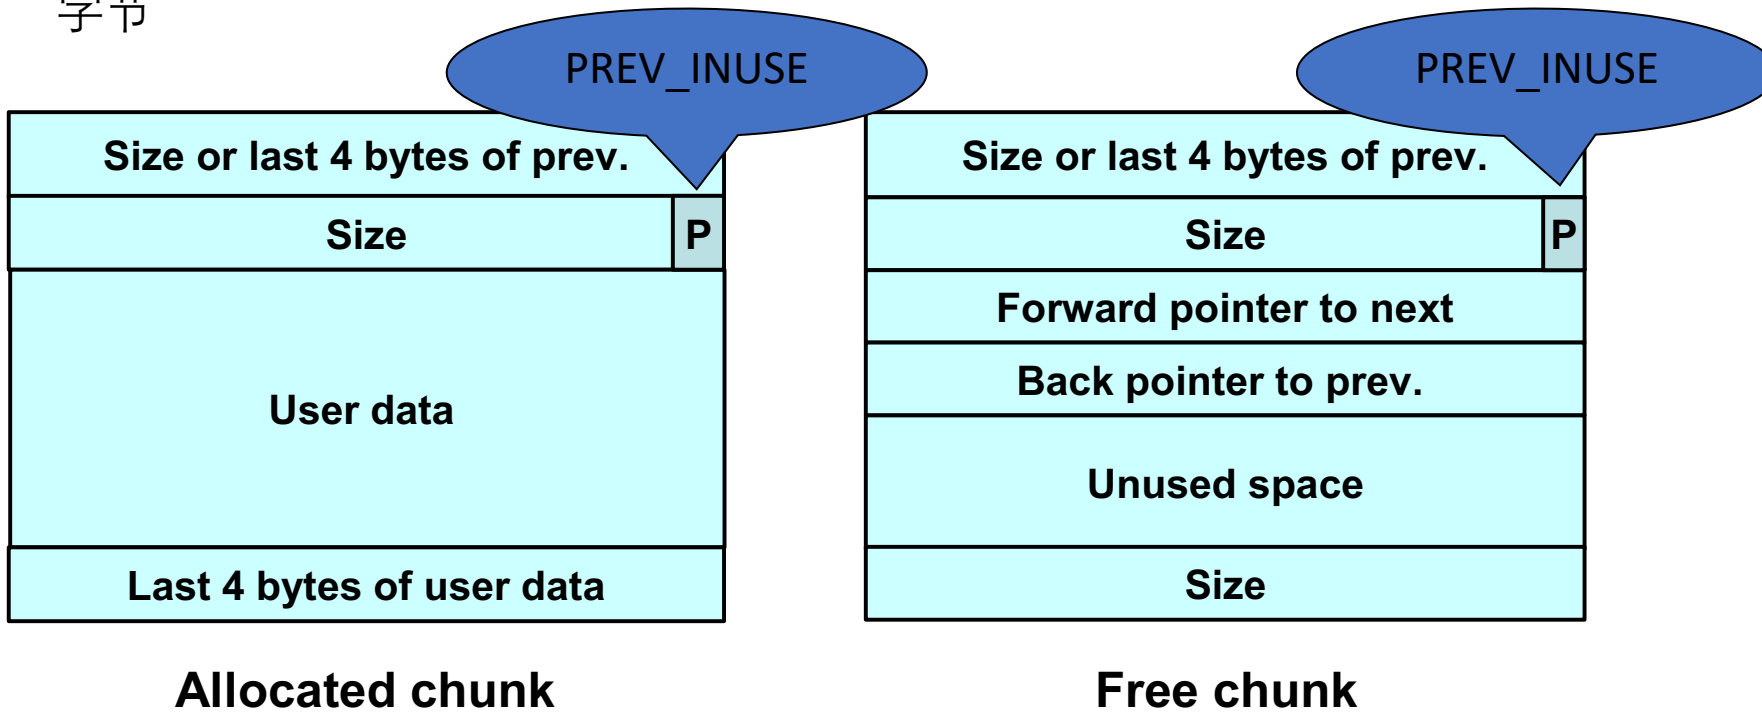 字节
PREV_INUSE
Size or last 4 bytes of prev.
Size
P
User data
Last 4 bytes of user data
Allocated chunk
PREV_INUSE
Size or last 4 bytes of prev.
Size
P
Forward pointer to next
Back pointer to prev.
Unused space
Size
Free chunk